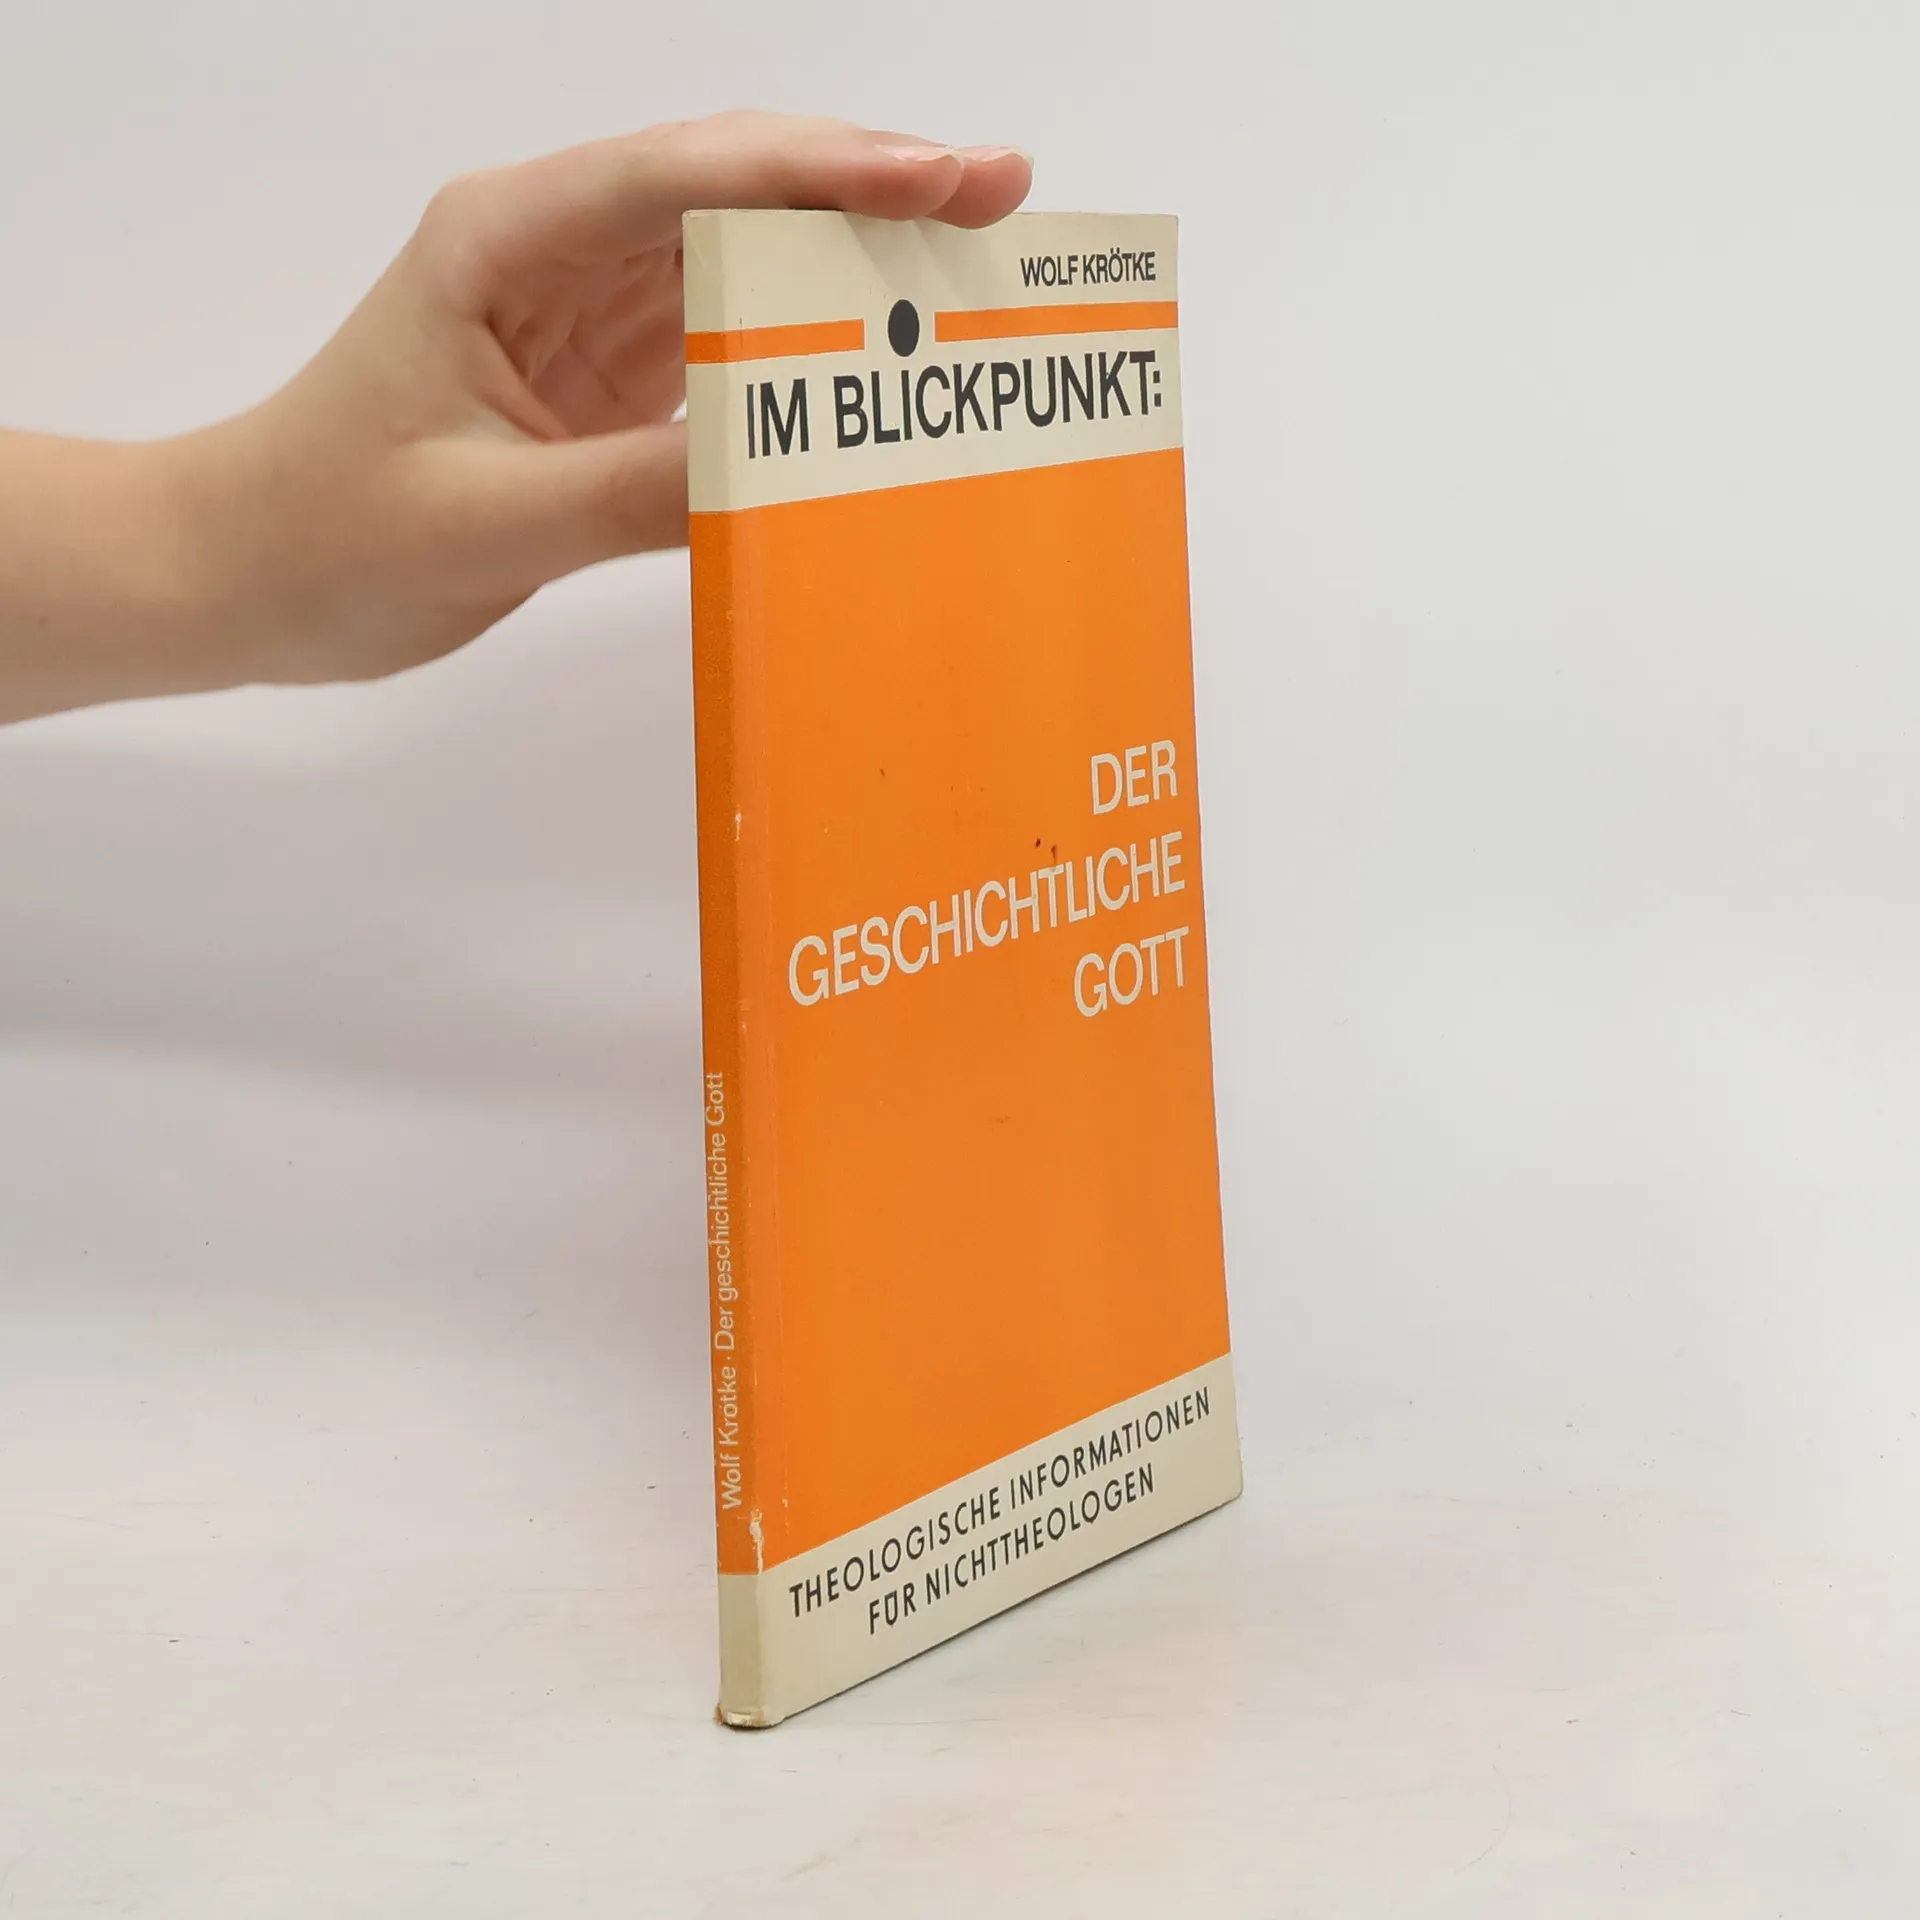 WOLF KRÖTKE
IM BLICKPUNKT:
DER
GESCHICHTLICHE
GOTT
THEOLOGISCHE INFORMATIONEN
FÜR NICHTTHEOLOGEN
Wolf Krötke · Der geschichtliche Gott